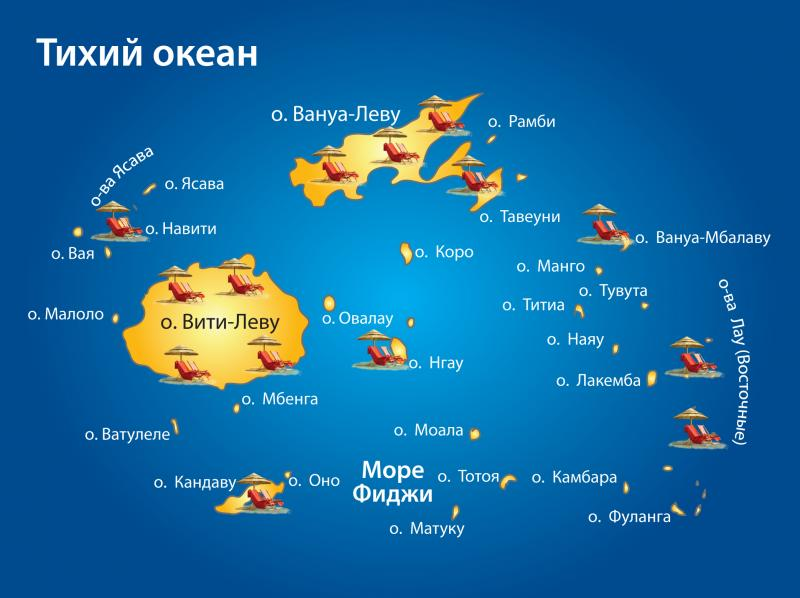 Тихий океан
о. Вануа-Леву
о. Рамби
о-ва Ясава
о. Ясава
о. Тавеуни
о. Навити
о. Вануа-Мбалаву
о. Вая
о. Коро
о. Манго
о. Тувута
о-ва Лау (Восточные)
о. Титиа
о. Малоло
о. Вити-Леву
о. Овалау
о. Наяу
о. Нгау
о. Лакемба
о. Мбенга
о. Ватулеле
о. Моала
Море
Фиджи
о. Кандаву
о. Оно
о. Тотоя
о. Камбара
о. Фуланга
о. Матуку